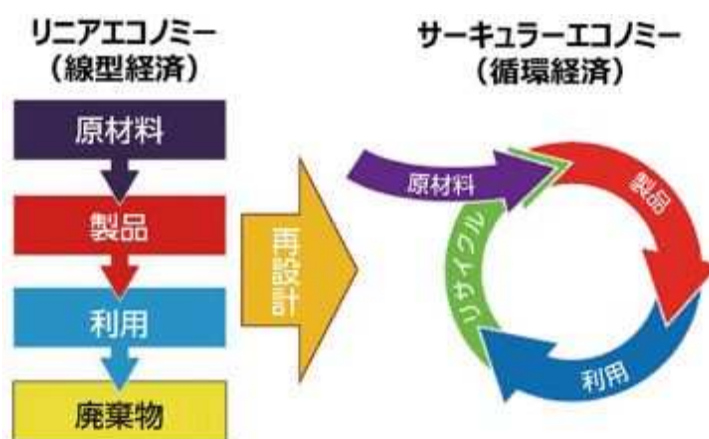 リニアエコノミー
（線型経済）
原材料
製品
利用
廃棄物
再設計
サーキュラーエコノミー
（循環経済）
原材料
製品
利用
リサイクル